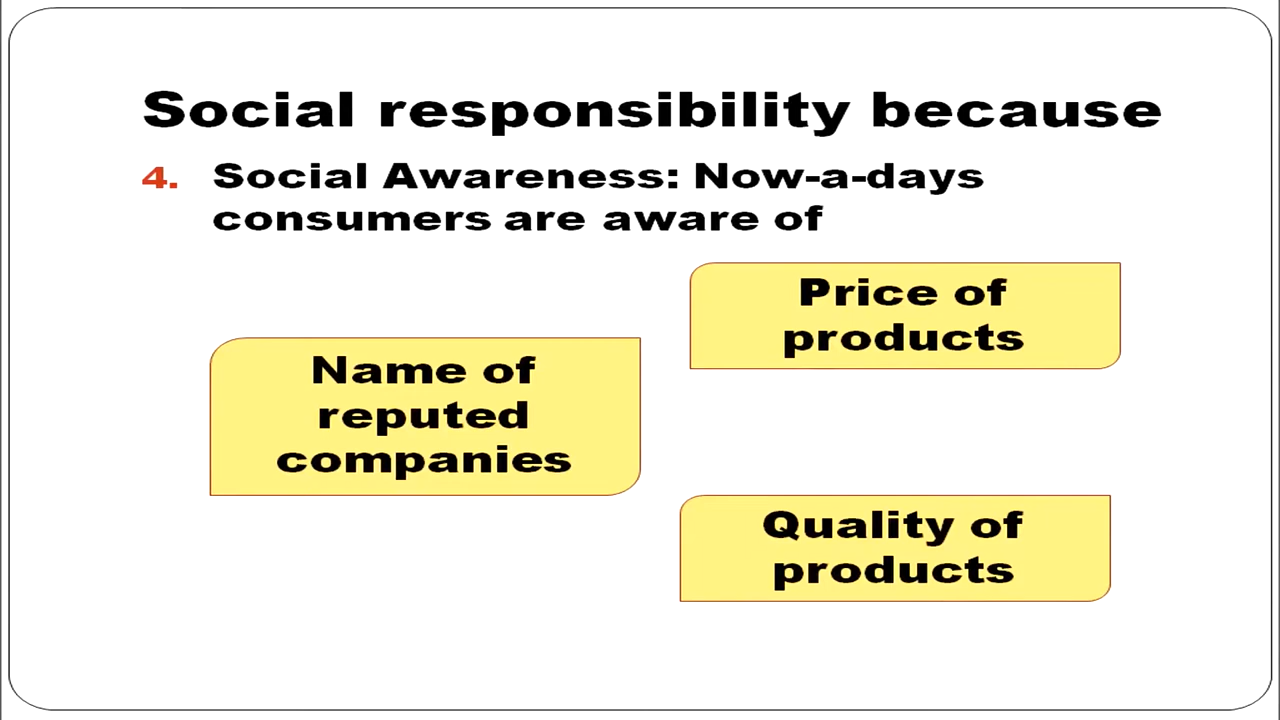 Social responsibility because
4. Social Awareness: Now-a-days
consumers are aware of
Price of
products
Name of
reputed
companies
Quality of
products